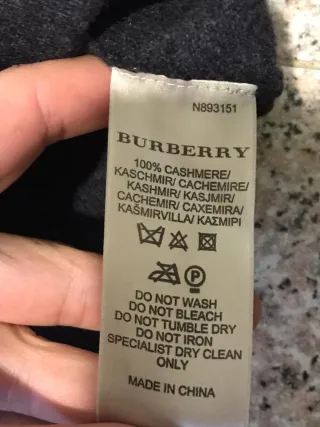 N893151
BURBERRY
100% CASHMERE/
KASCHMIR/ CACHEMIRE/
KASHMIR/ KASJMIR/
CACHEMIR/ CAXEMIRA/
KAŠMIRVILLA/ ΚΑΣΜΙΡΙ
P
DO NOT WASH
DO NOT BLEACH
DO NOT TUMBLE DRY
DO NOT IRON
SPECIALIST DRY CLEAN
ONLY
MADE IN CHINA